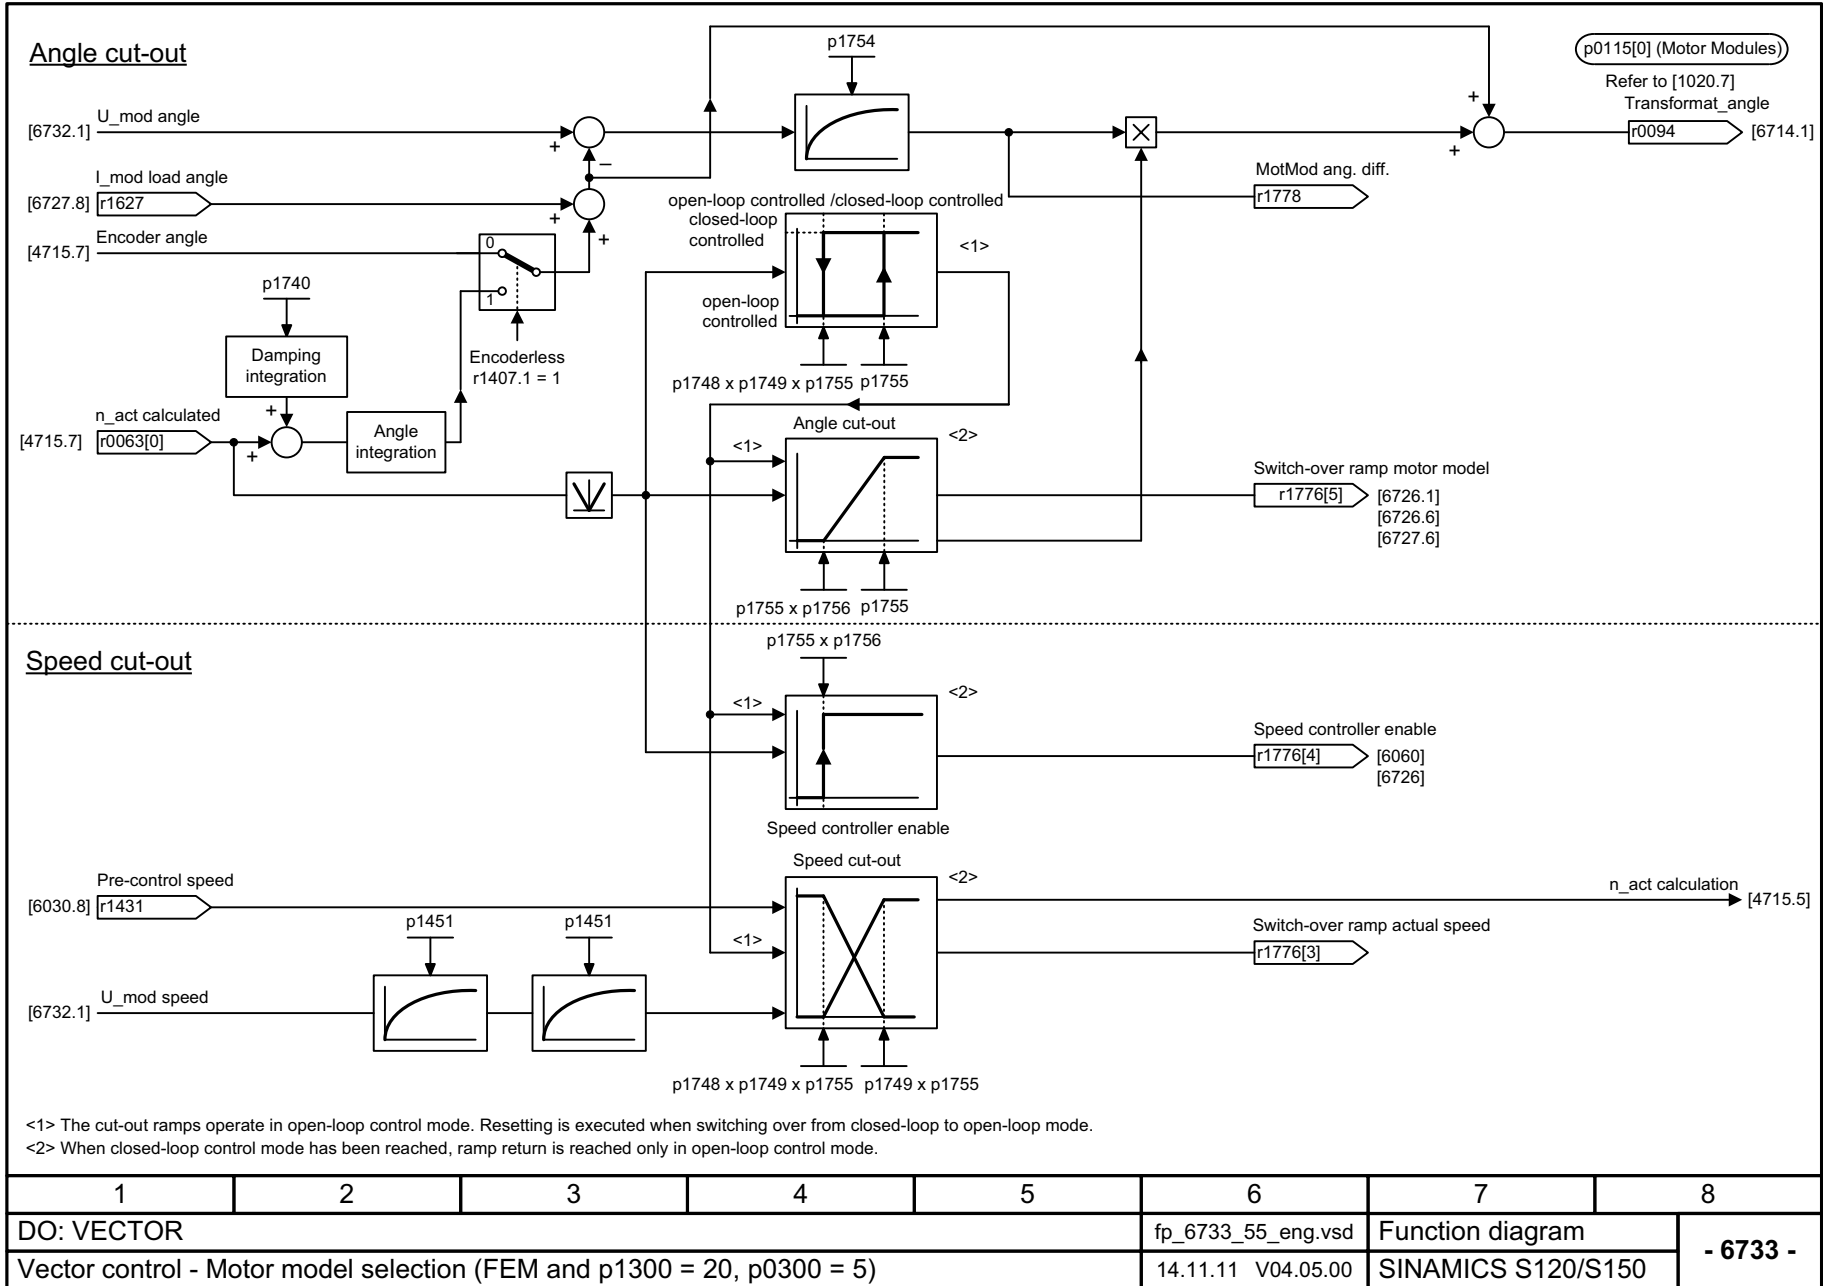 Angle cut-out
p1754
p0115[0] (Motor Modules)
Refer to [1020.7]
Transformat_angle
[6732.1]
U_mod angle
+
–
+
+
r0094
[6714.1]
I_mod load angle
[6727.8]
r1627
+
+
MotMod ang. diff.
r1778
open-loop controlled /closed-loop controlled
closed-loop
controlled
<1>
open-loop
controlled
Encoder angle
[4715.7]
0
1
p1740
Damping
integration
Encoderless
r1407.1 = 1
p1748 x p1749 x p1755
p1755
n_act calculated
[4715.7]
r0063[0]
+
+
Angle
integration
Angle cut-out
<1>
<2>
Switch-over ramp motor model
r1776[5]
[6726.1]
[6726.6]
[6727.6]
p1755 x p1756
p1755
Speed cut-out
p1755 x p1756
<1>
<2>
Speed controller enable
r1776[4]
[6060]
[6726]
Speed controller enable
Speed cut-out
Pre-control speed
[6030.8]
r1431
<2>
n_act calculation
[4715.5]
p1451
p1451
<1>
Switch-over ramp actual speed
r1776[3]
[6732.1]
U_mod speed
p1748 x p1749 x p1755
p1749 x p1755
<1> The cut-out ramps operate in open-loop control mode. Resetting is executed when switching over from closed-loop to open-loop mode.
<2> When closed-loop control mode has been reached, ramp return is reached only in open-loop control mode.
1 2 3 4 5 6 7 8
DO: VECTOR
fp_6733_55_eng.vsd
Function diagram
- 6733 -
Vector control - Motor model selection (FEM and p1300 = 20, p0300 = 5)
14.11.11 V04.05.00
SINAMICS S120/S150